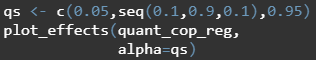 qs <- c(0.05,seq(0.1,0.9,0.1),0.95)
plot_effects(quant_cop_reg,
             alpha=qs)